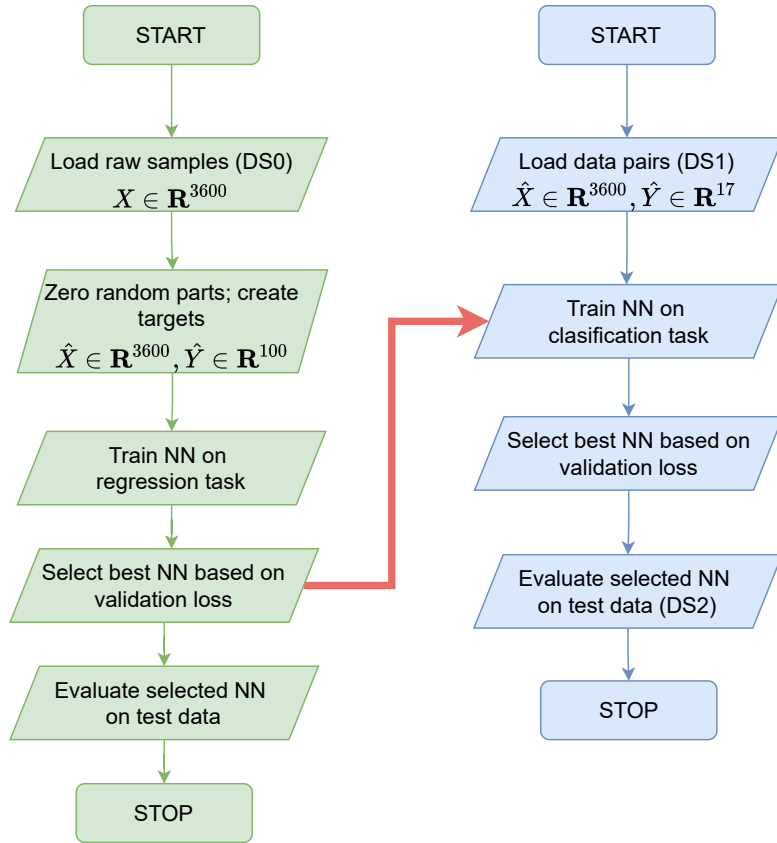 START
Load raw samples (DS0)
X ∈ R^3600
Zero random parts; create
targets
X̂ ∈ R^3600, Ŷ ∈ R^100
Train NN on
regression task
Select best NN based on
validation loss
Evaluate selected NN
on test data
STOP
START
Load data pairs (DS1)
X̂ ∈ R^3600, Ŷ ∈ R^17
Train NN on
clasification task
Select best NN based on
validation loss
Evaluate selected NN
on test data (DS2)
STOP